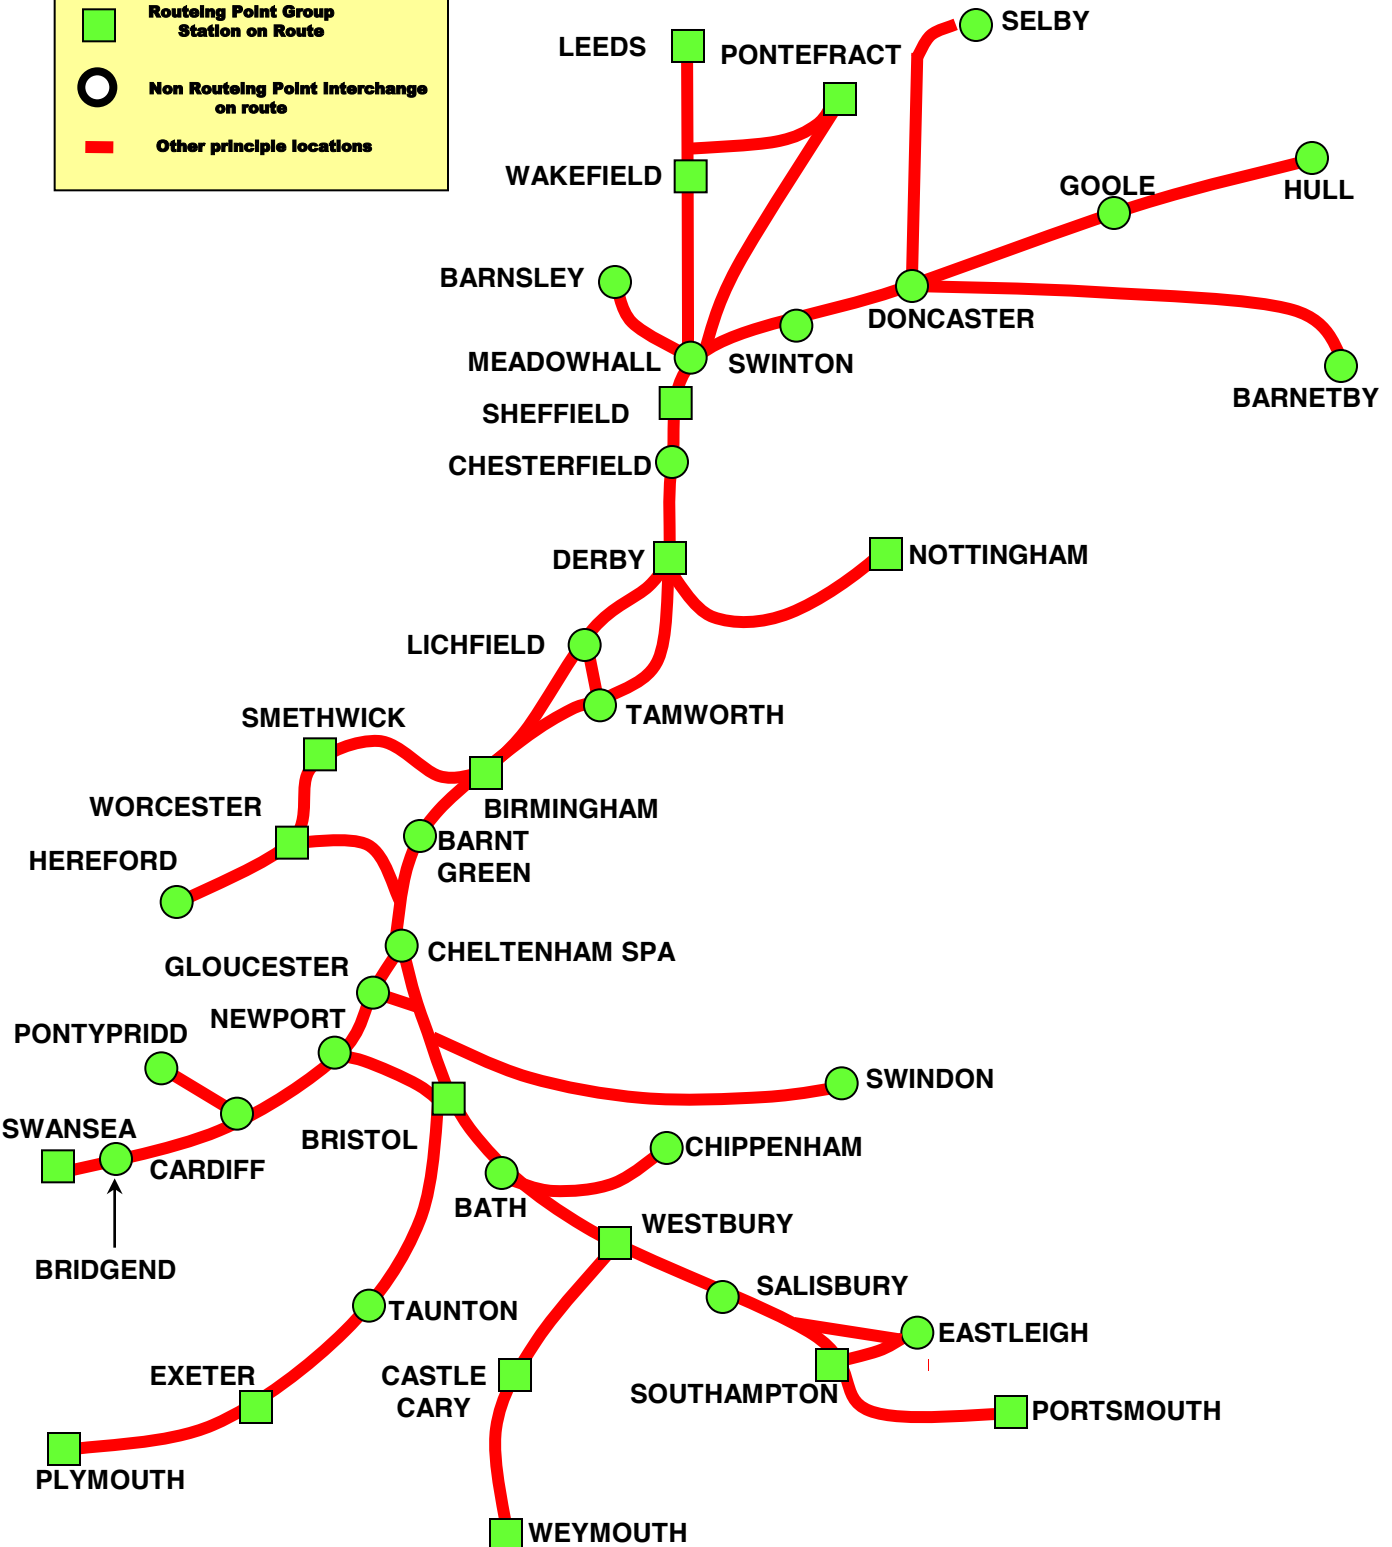 Routeing Point Group
Station on Route
Non Routeing Point Interchange
on route
Other principle locations
SELBY
LEEDS
PONTEFRACT
WAKEFIELD
GOOLE
HULL
BARNSLEY
DONCASTER
MEADOWHALL
SWINTON
BARNETBY
SHEFFIELD
CHESTERFIELD
DERBY
NOTTINGHAM
LICHFIELD
SMETHWICK
TAMWORTH
WORCESTER
BIRMINGHAM
BARNT
GREEN
HEREFORD
CHELTENHAM SPA
GLOUCESTER
NEWPORT
PONTYPRIDD
SWINDON
SWANSEA
BRISTOL
CHIPPENHAM
CARDIFF
BATH
WESTBURY
BRIDGEND
SALISBURY
TAUNTON
EASTLEIGH
EXETER
CASTLE
CARY
SOUTHAMPTON
PORTSMOUTH
PLYMOUTH
WEYMOUTH